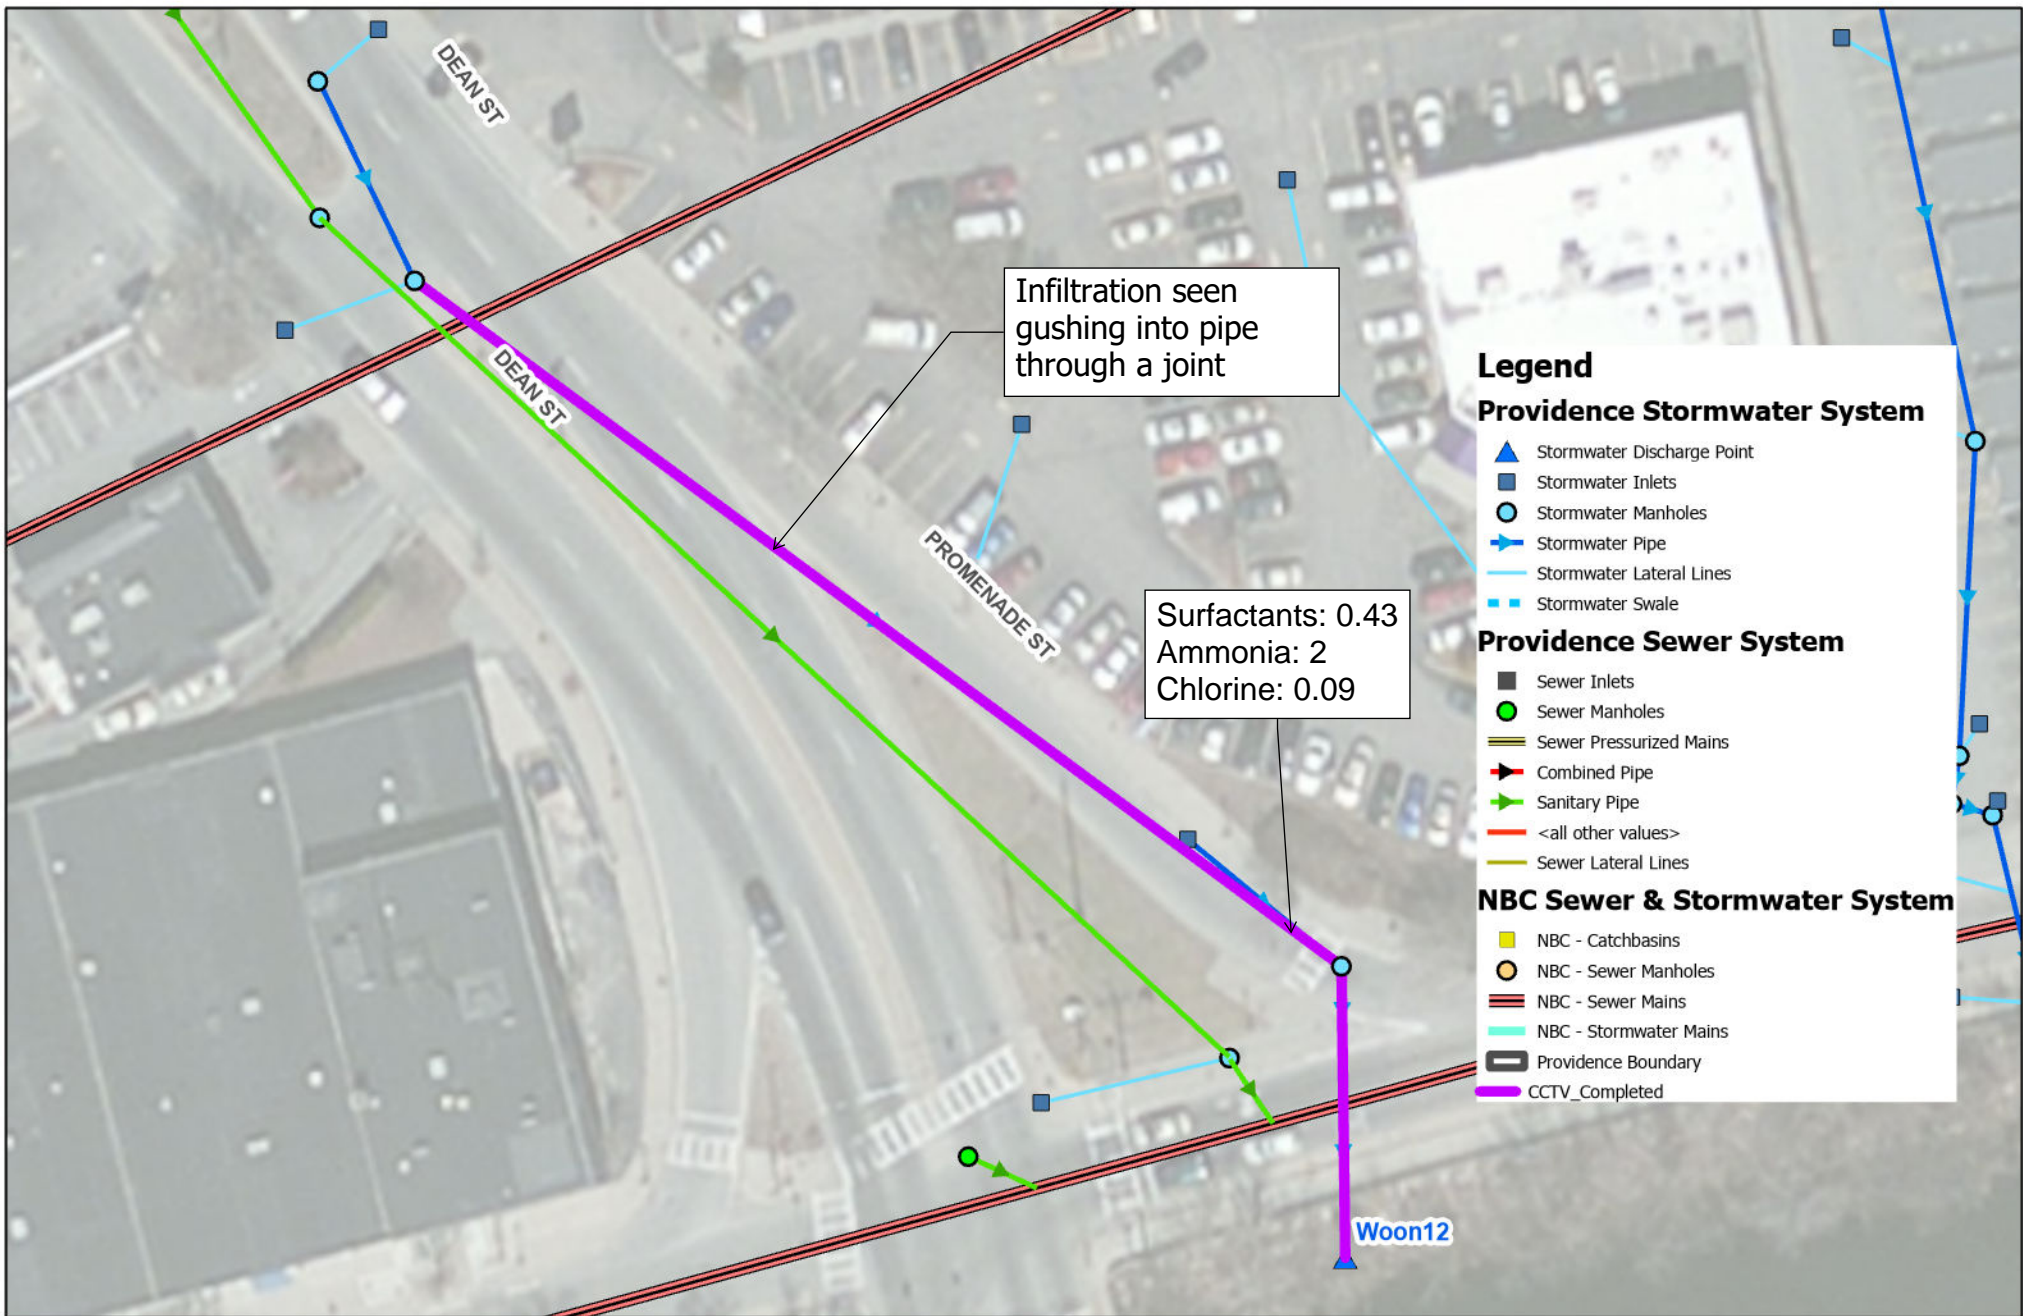 DEAN ST
Infiltration seen
gushing into pipe
through a joint
DEAN ST
PROMENADE ST
Surfactants: 0.43
Ammonia: 2
Chlorine: 0.09
Woon12
Legend
Providence Stormwater System
Stormwater Discharge Point
Stormwater Inlets
Stormwater Manholes
Stormwater Pipe
Stormwater Lateral Lines
Stormwater Swale
Providence Sewer System
Sewer Inlets
Sewer Manholes
Sewer Pressurized Mains
Combined Pipe
Sanitary Pipe
<all other values>
Sewer Lateral Lines
NBC Sewer & Stormwater System
NBC - Catchbasins
NBC - Sewer Manholes
NBC - Sewer Mains
NBC - Stormwater Mains
Providence Boundary
CCTV_Completed